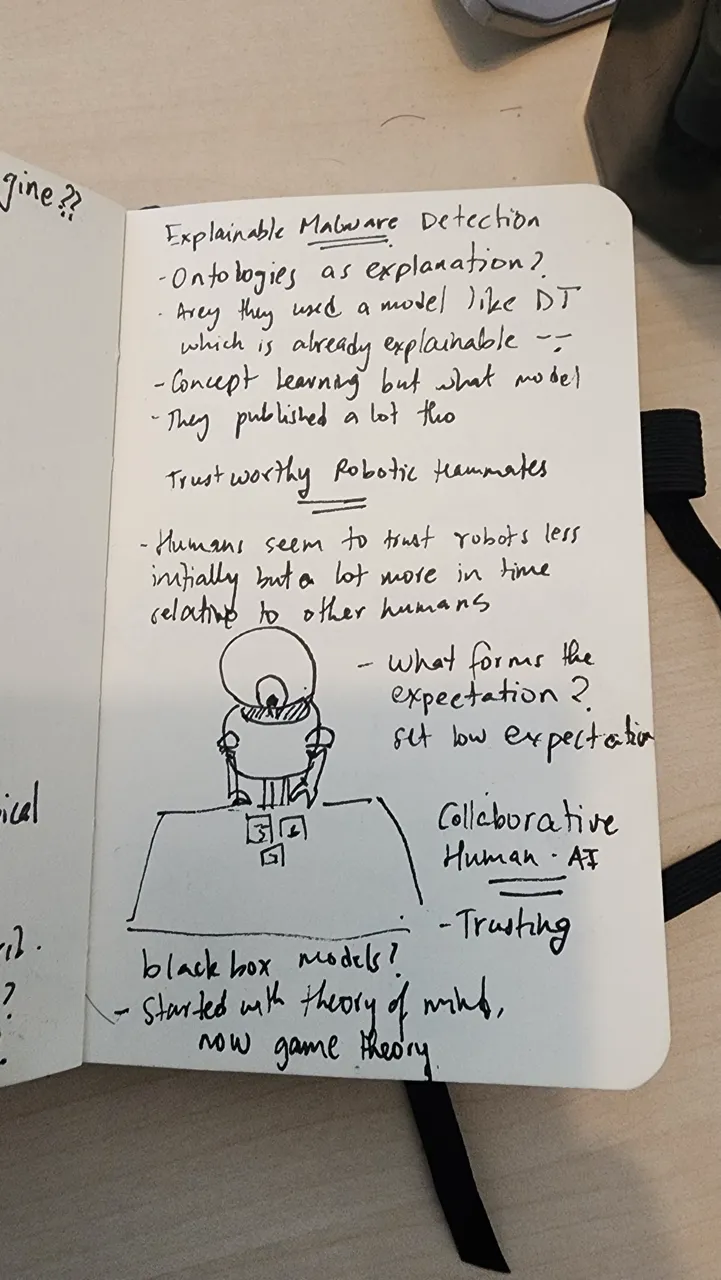 gine??
Explainable Malware Detection
- Ontologies as explanation?
- Arey they used a model like DT
which is already explainable -_-
- Concept Learning but what model
- They published a lot tho
Trustworthy Robotic teammates
- Humans seem to trust robots less
initially but a lot more in time
relative to other humans
- What forms the
expectation?
set low expectation
Collaborative
Human-AI
- Trusting
black box models?
- Started with theory of mind,
now game theory.
ical
?